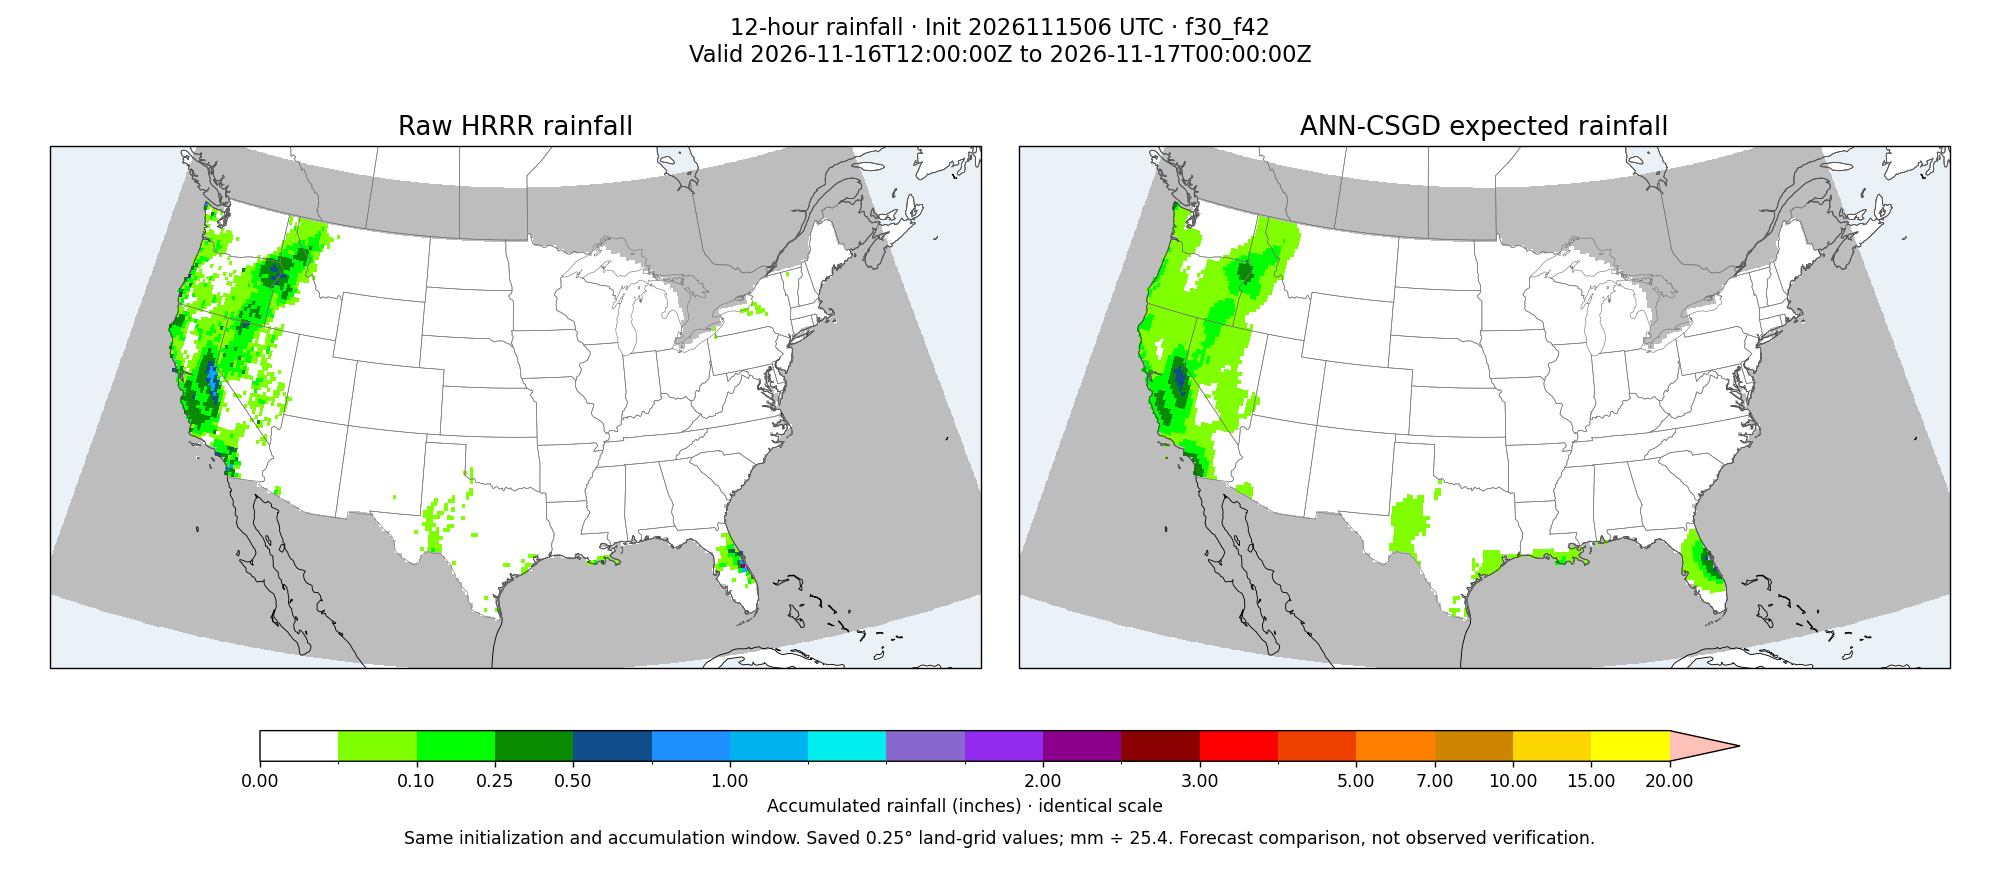 12-hour rainfall · Init 2026111506 UTC · f30_f42
Valid 2026-11-16T12:00:00Z to 2026-11-17T00:00:00Z
Raw HRRR rainfall
ANN-CSGD expected rainfall
0.00 0.10 0.25 0.50 1.00 2.00 3.00 5.00 7.00 10.00 15.00 20.00
Accumulated rainfall (inches) · identical scale
Same initialization and accumulation window. Saved 0.25° land-grid values; mm ÷ 25.4. Forecast comparison, not observed verification.